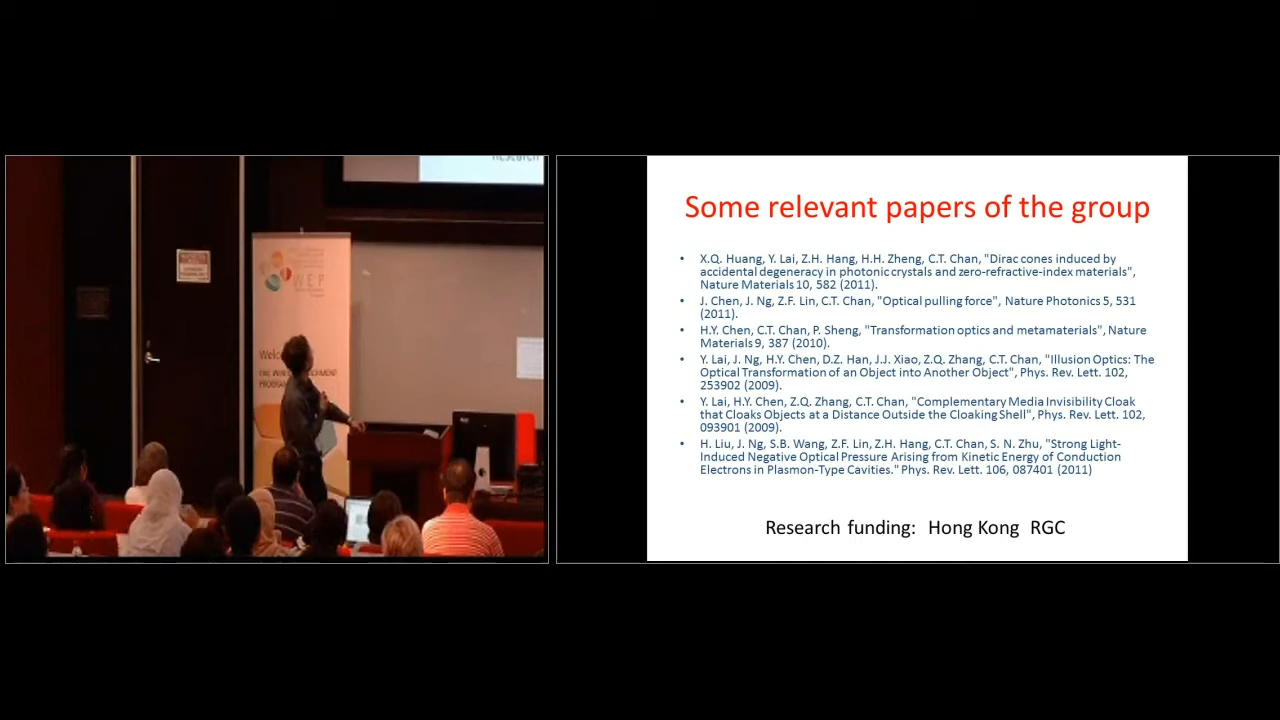 Research
WEP
Some relevant papers of the group
• X.Q. Huang, Y. Lai, Z.H. Hang, H.H. Zheng, C.T. Chan, "Dirac cones induced by
accidental degeneracy in photonic crystals and zero-refractive-index materials",
Nature Materials 10, 582 (2011).
• J. Chen, J. Ng, Z.F. Lin, C.T. Chan, "Optical pulling force", Nature Photonics 5, 531
(2011).
• H.Y. Chen, C.T. Chan, P. Sheng, "Transformation optics and metamaterials", Nature
Materials 9, 387 (2010).
• Y. Lai, J. Ng, H.Y. Chen, D.Z. Han, J.J. Xiao, Z.Q. Zhang, C.T. Chan, "Illusion Optics: The
Optical Transformation of an Object into Another Object", Phys. Rev. Lett. 102,
253902 (2009).
• Y. Lai, H.Y. Chen, Z.Q. Zhang, C.T. Chan, "Complementary Media Invisibility Cloak
that Cloaks Objects at a Distance Outside the Cloaking Shell", Phys. Rev. Lett. 102,
093901 (2009).
• H. Liu, J. Ng, S.B. Wang, Z.F. Lin, Z.H. Hang, C.T. Chan, S. N. Zhu, "Strong Light-
Induced Negative Optical Pressure Arising from Kinetic Energy of Conduction
Electrons in Plasmon-Type Cavities." Phys. Rev. Lett. 106, 087401 (2011)
Research funding: Hong Kong RGC